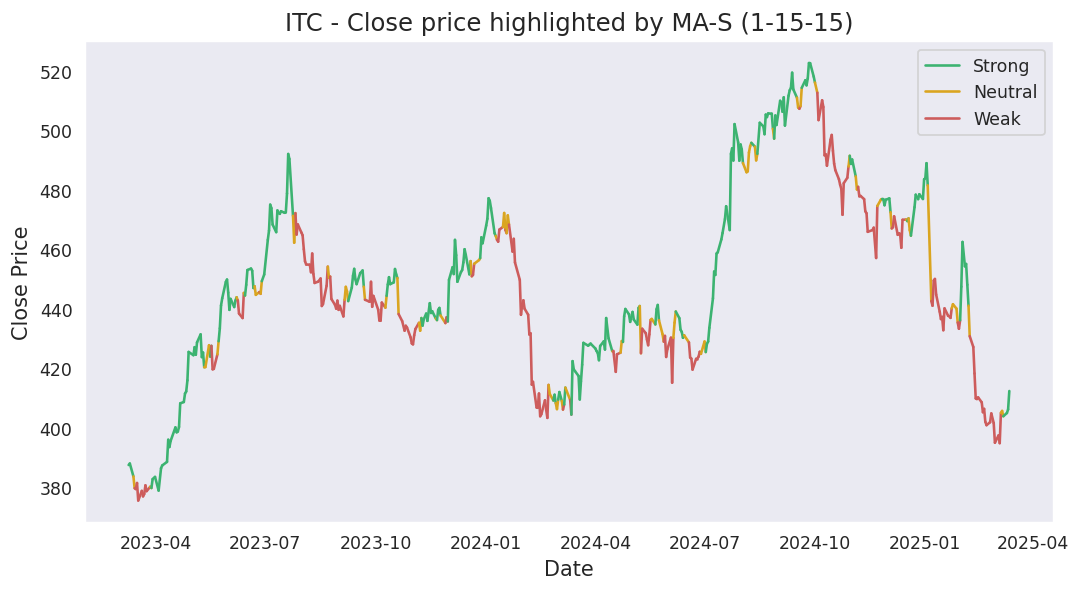 ITC - Close price highlighted by MA-S (1-15-15)
Strong
Neutral
Weak
Close Price
520
500
480
460
440
420
400
380
2023-04 2023-07 2023-10 2024-01 2024-04 2024-07 2024-10 2025-01 2025-04
Date